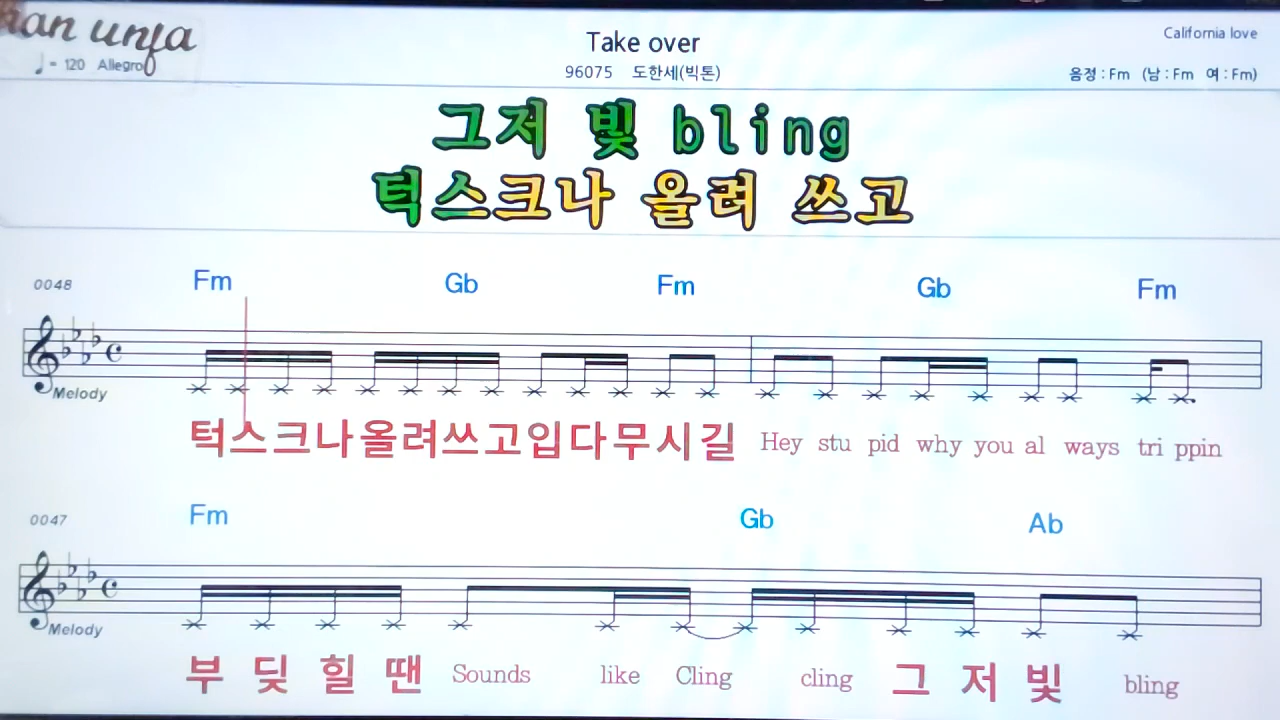 unfa
Take over
California love
♩= 120 Allegro
96075 도한세(빅톤)
음정 : Fm (남 : Fm 여 : Fm)
그저 빛 bling
턱스크나 올려 쓰고
0048 Fm Gb Fm Gb Fm
Melody
턱스크나올려쓰고입다무시길 Hey stu pid why you al ways tri ppin
0047 Fm Gb Ab
Melody
부 딪 힐 땐 Sounds like Cling cling 그 저 빛 bling